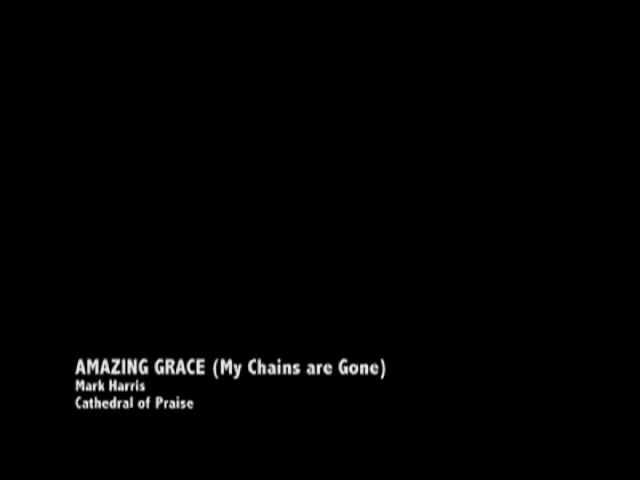 AMAZING GRACE (My Chains are Gone)
Mark Harris
Cathedral of Praise